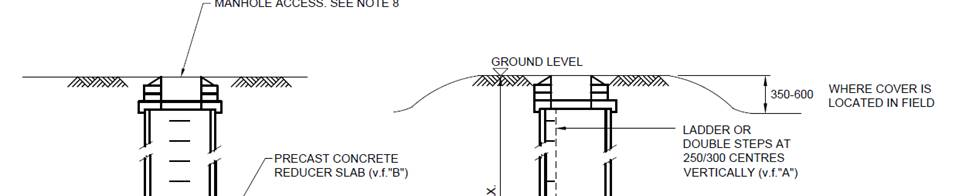 MANHOLE ACCESS. SEE NOTE 8
GROUND LEVEL
350-600
WHERE COVER IS
LOCATED IN FIELD
LADDER OR
DOUBLE STEPS AT
250/300 CENTRES
VERTICALLY (v.f."A")
PRECAST CONCRETE
REDUCER SLAB (v.f."B")
X.